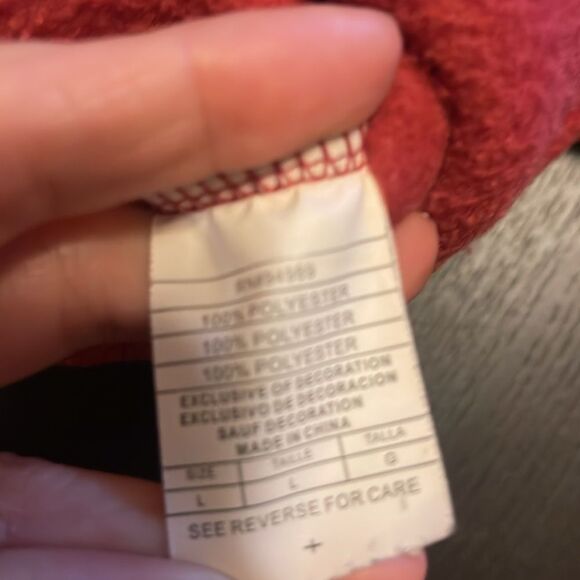 100% POLYESTER
100% POLYESTER
100% POLYESTER
EXCLUSIVE OF DECORATION
EXCLUSIVO DE DECORACION
SAUF DECORATION
MADE IN CHINA
SIZE TAILLE TALLA
L L G
SEE REVERSE FOR CARE
+